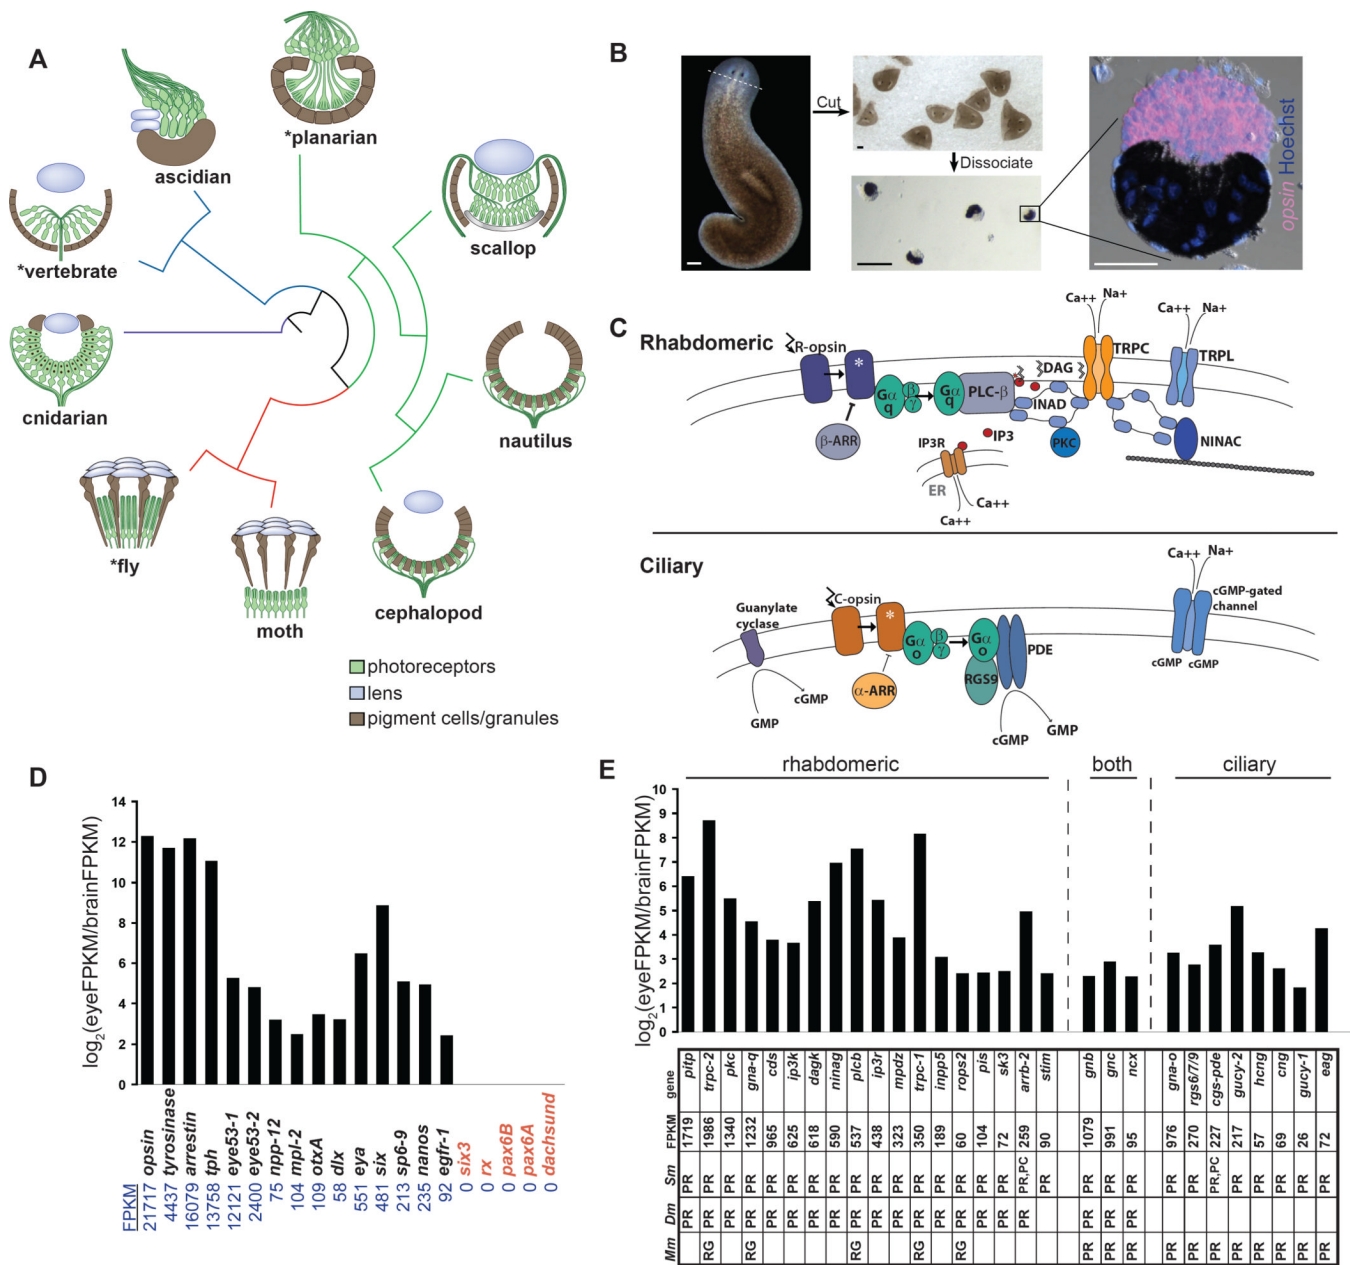 A
*planarian
ascidian
*vertebrate
cnidarian
*fly
moth
cephalopod
nautilus
scallop
photoreceptors
lens
pigment cells/granules
B
Cut
Dissociate
opsin Hoechst
C
Rhabdomeric
R-opsin
*
Gα
q
β
γ
Gα
q
PLC-β
DAG
TRPC
TRPL
Ca++
Na+
Ca++
Na+
β-ARR
INAD
IP3
IP3R
PKC
NINAC
ER
Ca++
Ca++
Ciliary
Guanylate
cyclase
C-opsin
*
Gα
o
β
γ
Gα
o
PDE
RGS9
α-ARR
cGMP
GMP
cGMP
GMP
Ca++
Na+
cGMP-gated
channel
cGMP
cGMP
D
log2(eyeFPKM/brainFPKM)
14
12
10
8
6
4
2
0
opsin tyrosinase arrestin tph eye53-1 eye53-2 npp-12 mpl-2 otxA dlx eya six sp6-9 nanos egfr-1 six3 rx pax6B pax6A dachsund
FPKM 21717 4437 16079 13758 12121 2400 75 104 109 58 551 481 213 235 92 0 0 0 0 0
E
rhabdomeric both ciliary
log2(eyeFPKM/brainFPKM)
10
9
8
7
6
5
4
3
2
1
0
gene pitp trpc-2 pkc gna-q cds ip3k dagk ninag plcb ip3r mpdz trpc-1 inpp5 rops2 pis sk3 arrb-2 stim gnb gnc ncx gna-o rgs6/7/9 cgs-pde gucy-2 hcng cng gucy-1 eag
FPKM 1719 1986 1340 1232 965 625 618 590 537 438 323 350 189 60 104 72 259 90 1079 991 95 976 270 227 217 57 69 26 72
Sm PR PR PR PR PR PR PR PR PR PR PR PR PR PR PR PR PR,PC PR PR PR PR PR PR PR,PC PR PR PR PR PR
Dm PR PR PR PR PR PR PR PR PR PR PR PR PR PR PR PR PR PR PR PR
Mm RG RG RG RG RG PR PR PR PR PR PR PR PR PR PR PR